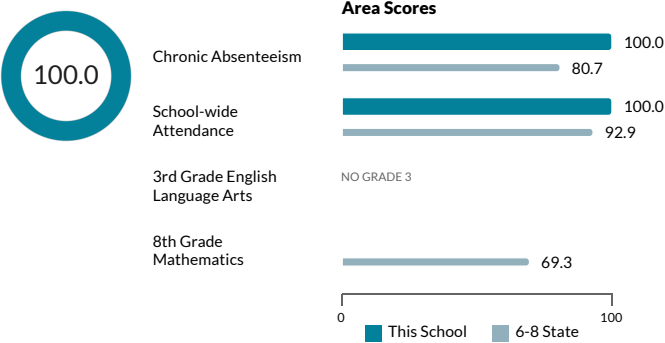 Area Scores
100.0
Chronic Absenteeism
100.0
80.7
School-wide
Attendance
100.0
92.9
3rd Grade English
Language Arts
NO GRADE 3
8th Grade
Mathematics
69.3
0
100
This School
6-8 State